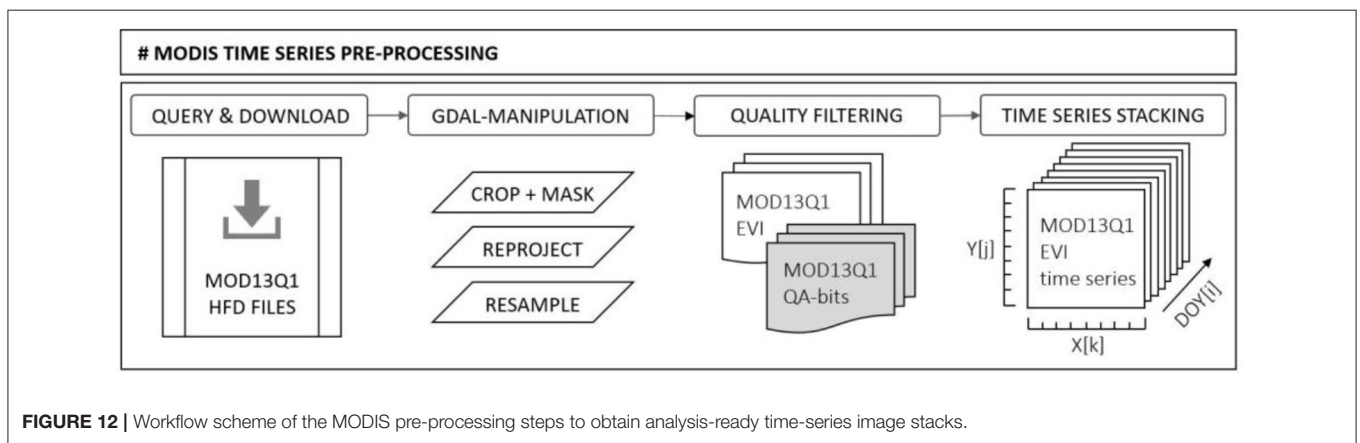 # MODIS TIME SERIES PRE-PROCESSING
QUERY & DOWNLOAD
GDAL-MANIPULATION
QUALITY FILTERING
TIME SERIES STACKING
MOD13Q1
HFD FILES
CROP + MASK
REPROJECT
RESAMPLE
MOD13Q1
EVI
MOD13Q1
QA-bits
MOD13Q1
EVI
time series
Y[j]
X[k]
DOY[i]
FIGURE 12 | Workflow scheme of the MODIS pre-processing steps to obtain analysis-ready time-series image stacks.